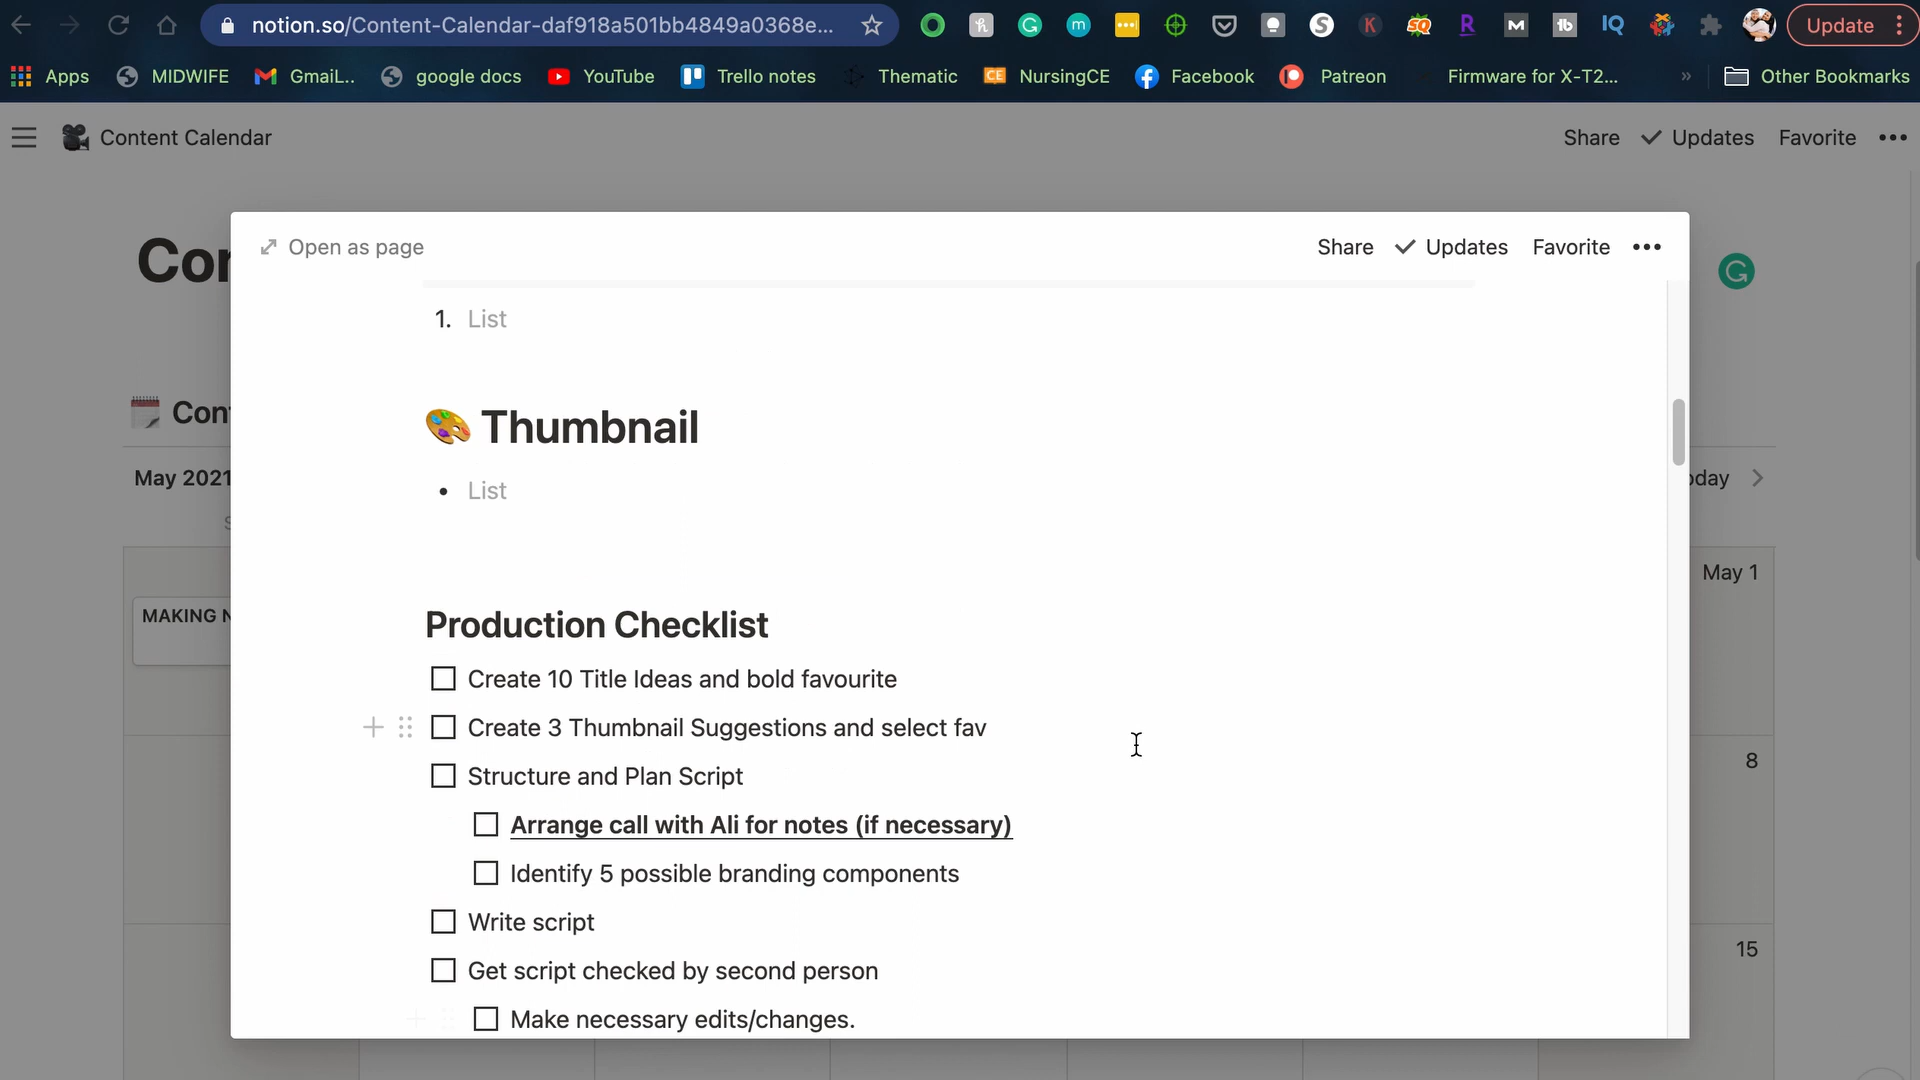 notion.so/Content-Calendar-daf918a501bb4849a0368e...
Update
Apps
MIDWIFE
GmaiL..
google docs
YouTube
Trello notes
Thematic
NursingCE
Facebook
Patreon
Firmware for X-T2...
»
Other Bookmarks
Content Calendar
Share
Updates
Favorite
Open as page
Share
Updates
Favorite
1. List
Thumbnail
• List
May 2021
May 1
MAKING
Production Checklist
Create 10 Title Ideas and bold favourite
Create 3 Thumbnail Suggestions and select fav
Structure and Plan Script
8
Arrange call with Ali for notes (if necessary)
Identify 5 possible branding components
Write script
15
Get script checked by second person
Make necessary edits/changes.